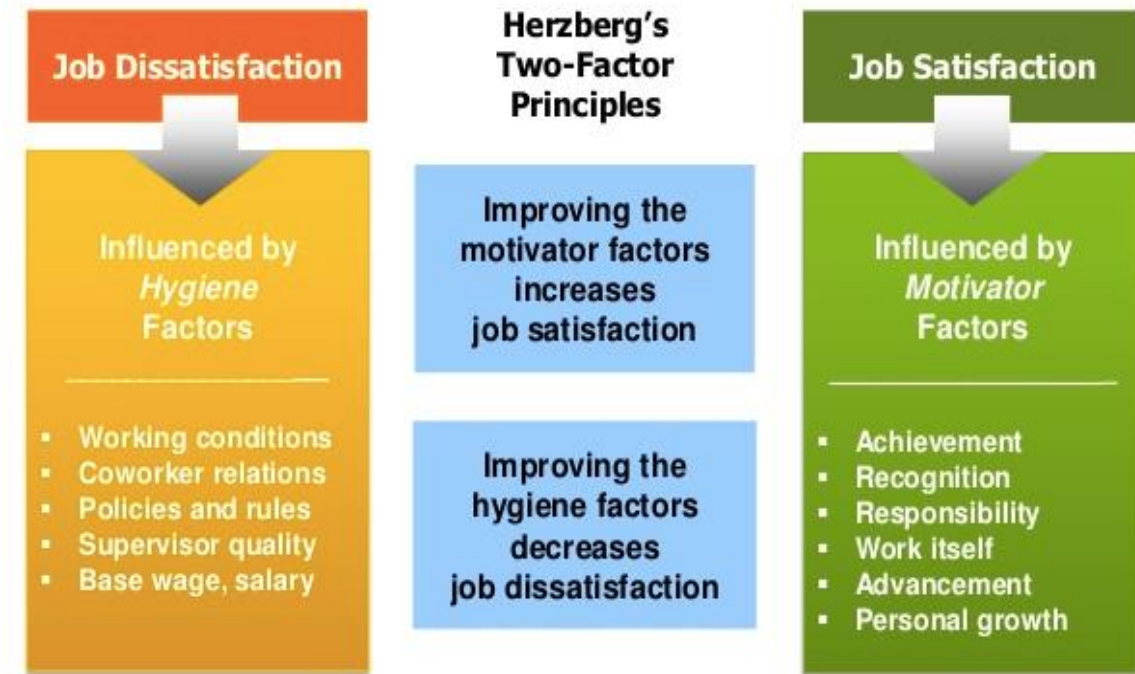 Job Dissatisfaction
Influenced by
Hygiene
Factors
▪ Working conditions
▪ Coworker relations
▪ Policies and rules
▪ Supervisor quality
▪ Base wage, salary
Herzberg's
Two-Factor
Principles
Improving the
motivator factors
increases
job satisfaction
Improving the
hygiene factors
decreases
job dissatisfaction
Job Satisfaction
Influenced by
Motivator
Factors
▪ Achievement
▪ Recognition
▪ Responsibility
▪ Work itself
▪ Advancement
▪ Personal growth